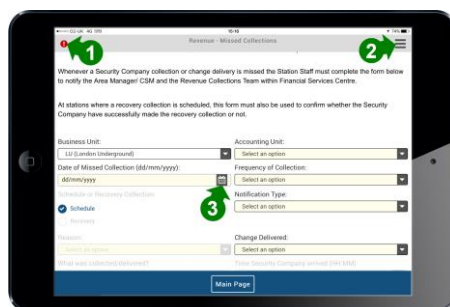 O2-UK 4G
15:15
74%
1
Revenue - Missed Collections
2
Whenever a Security Company collection or change delivery is missed the Station Staff must complete the form below
to notify the Area Manager/ CSM and the Revenue Collections Team within Financial Services Centre.
At stations where a recovery collection is scheduled, this form must also be used to confirm whether the Security
Company have successfully made the recovery collection or not.
Business Unit: Accounting Unit:
LU (London Underground) Select an option
Date of Missed Collection (dd/mm/yyyy): Frequency of Collection:
dd/mm/yyyy Select an option
3
Schedule or Recovery Collection: Notification Type:
Schedule Select an option
Recovery
Reason: Change Delivered:
Select an option Select an option
What was collected/delivered? Time Security Company arrived (HH:MM)
Main Page